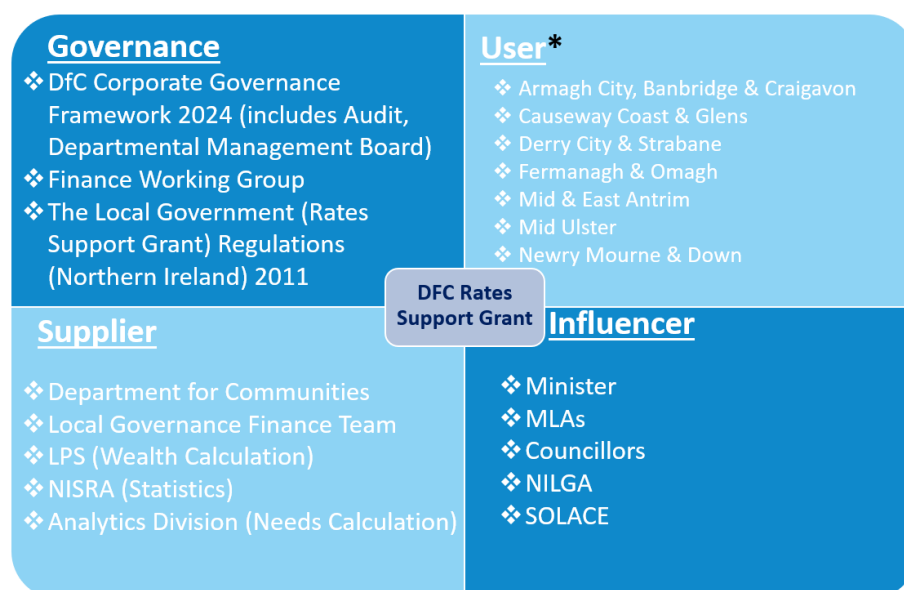 Governance
❖ DfC Corporate Governance
Framework 2024 (includes Audit,
Departmental Management Board)
❖ Finance Working Group
❖ The Local Government (Rates
Support Grant) Regulations
(Northern Ireland) 2011
User*
❖ Armagh City, Banbridge & Craigavon
❖ Causeway Coast & Glens
❖ Derry City & Strabane
❖ Fermanagh & Omagh
❖ Mid & East Antrim
❖ Mid Ulster
❖ Newry Mourne & Down
DFC Rates
Support Grant
Supplier
❖ Department for Communities
❖ Local Governance Finance Team
❖ LPS (Wealth Calculation)
❖ NISRA (Statistics)
❖ Analytics Division (Needs Calculation)
Influencer
❖ Minister
❖ MLAs
❖ Councillors
❖ NILGA
❖ SOLACE